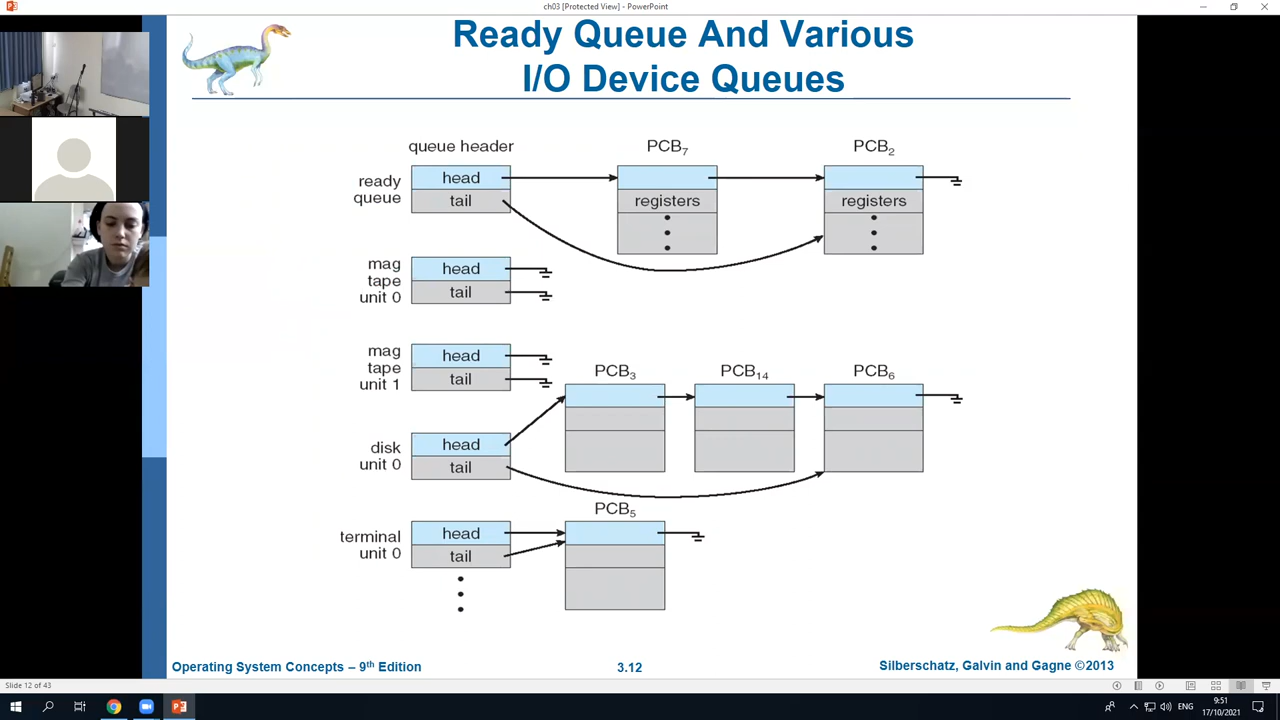 ch03 [Protected View] - PowerPoint
Ready Queue And Various
I/O Device Queues
queue header
PCB7
PCB2
ready
queue
head
tail
registers
registers
mag
tape
unit 0
head
tail
mag
tape
unit 1
head
tail
PCB3
PCB14
PCB6
disk
unit 0
head
tail
PCB5
terminal
unit 0
head
tail
Operating System Concepts – 9th Edition
3.12
Silberschatz, Galvin and Gagne ©2013
Slide 12 of 43
ENG
9:51
17/10/2021